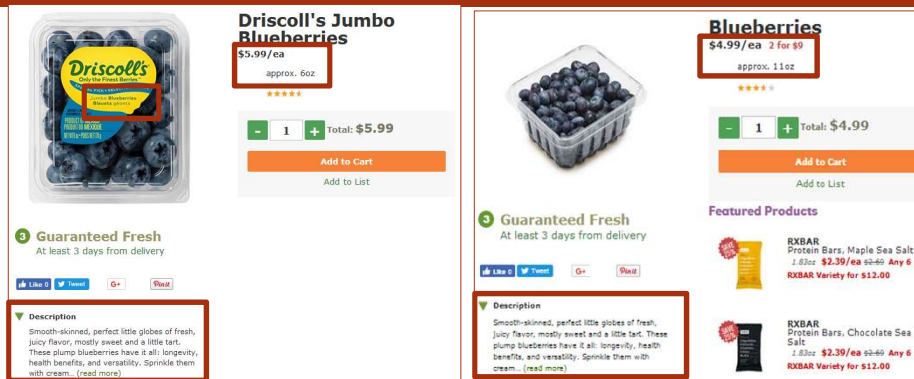 Driscoll's
Only the Finest Berries™
Jumbo Blueberries
Bleuets géants
Driscoll's Jumbo
Blueberries
$5.99/ea
approx. 6oz
- 1 + Total: $5.99
Add to Cart
Add to List
3 Guaranteed Fresh
At least 3 days from delivery
Like 0 Tweet G+ Pin it
Description
Smooth-skinned, perfect little globes of fresh,
juicy flavor, mostly sweet and a little tart.
These plump blueberries have it all: longevity,
health benefits, and versatility. Sprinkle them
with cream... (read more)
Blueberries
$4.99/ea 2 for $9
approx. 11oz
- 1 + Total: $4.99
Add to Cart
Add to List
3 Guaranteed Fresh
At least 3 days from delivery
Like 0 Tweet G+ Pin it
Description
Smooth-skinned, perfect little globes of fresh,
juicy flavor, mostly sweet and a little tart. These
plump blueberries have it all: longevity, health
benefits, and versatility. Sprinkle them with
cream... (read more)
Featured Products
RXBAR
Protein Bars, Maple Sea Salt
1.83oz $2.39/ea $2.69 Any 6
RXBAR Variety for $12.00
RXBAR
Protein Bars, Chocolate Sea
Salt
1.83oz $2.39/ea $2.69 Any 6
RXBAR Variety for $12.00